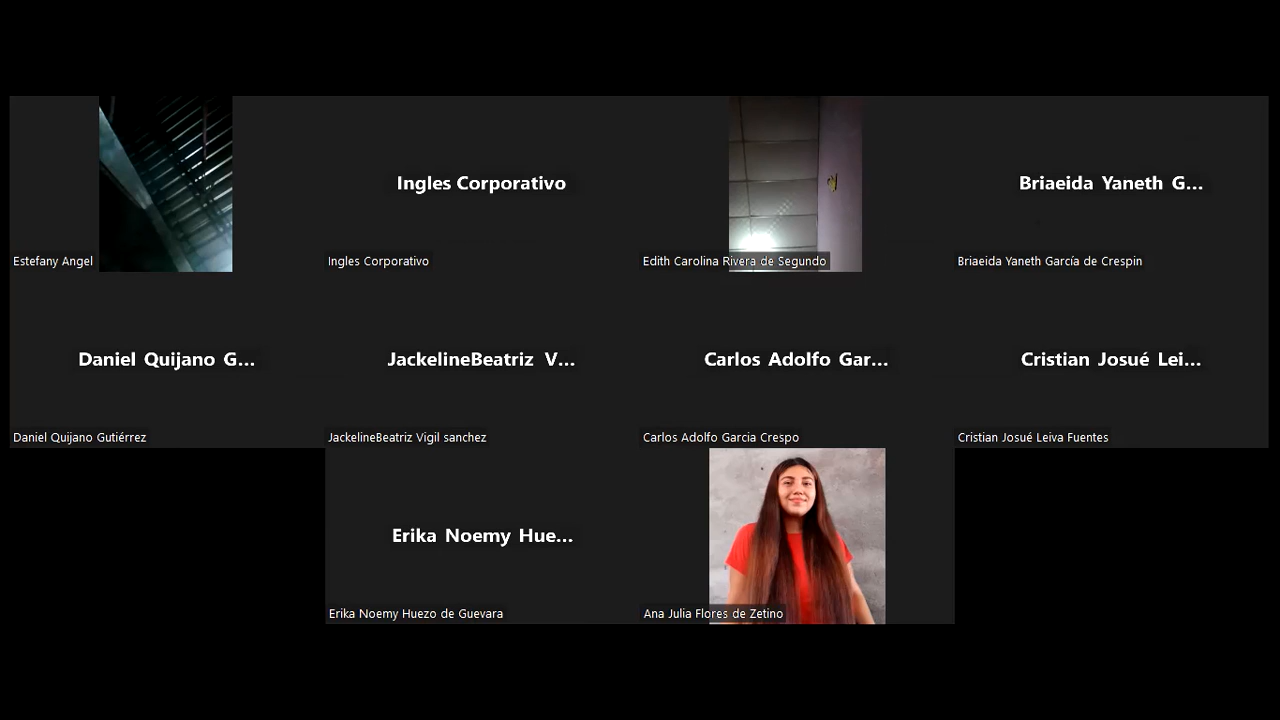 Ingles Corporativo
Briaeida Yaneth G...
Estefany Angel
Ingles Corporativo
Edith Carolina Rivera de Segundo
Briaeida Yaneth García de Crespin
Daniel Quijano G...
JackelineBeatriz V...
Carlos Adolfo Gar...
Cristian Josué Lei...
Daniel Quijano Gutiérrez
JackelineBeatriz Vigil sanchez
Carlos Adolfo Garcia Crespo
Cristian Josué Leiva Fuentes
Erika Noemy Hue...
Erika Noemy Huezo de Guevara
Ana Julia Flores de Zetino